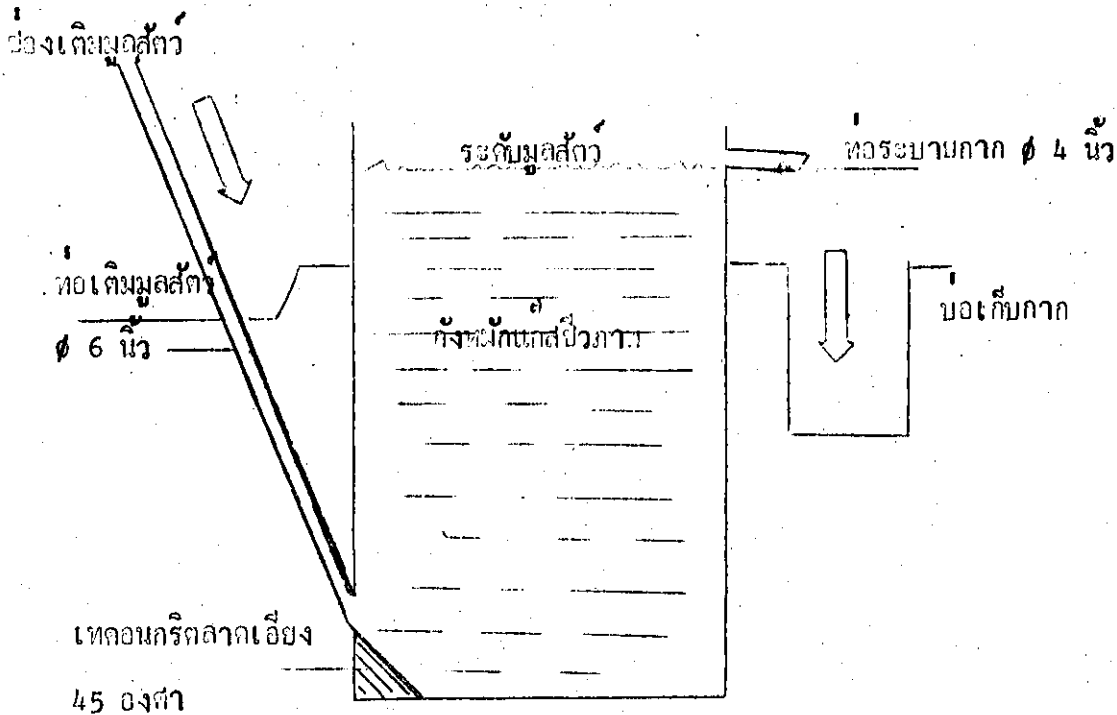 ช่องเติมมูลสัตว์
ระดับมูลสัตว์
ท่อระบายกาก ø 4 นิ้ว
ท่อเติมมูลสัตว์
ø 6 นิ้ว
ถังหมักแกสชีวภาพ
บ่อเก็บกาก
เทคอนกรีตลาดเอียง
45 องศา